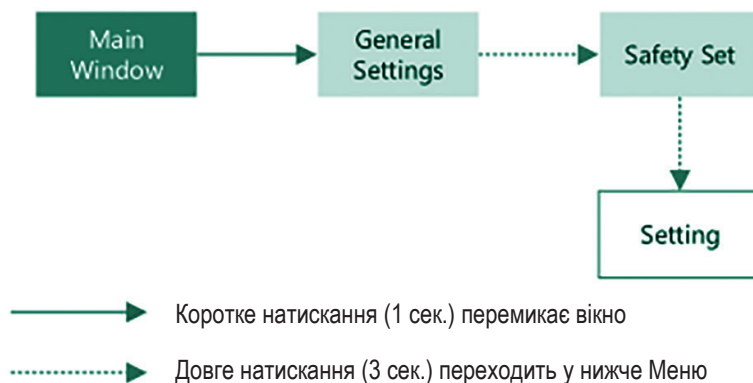 Main
Window
General
Settings
Safety Set
Setting
Коротке натискання (1 сек.) перемикає вікно
Довге натискання (3 сек.) переходить у нижче Меню